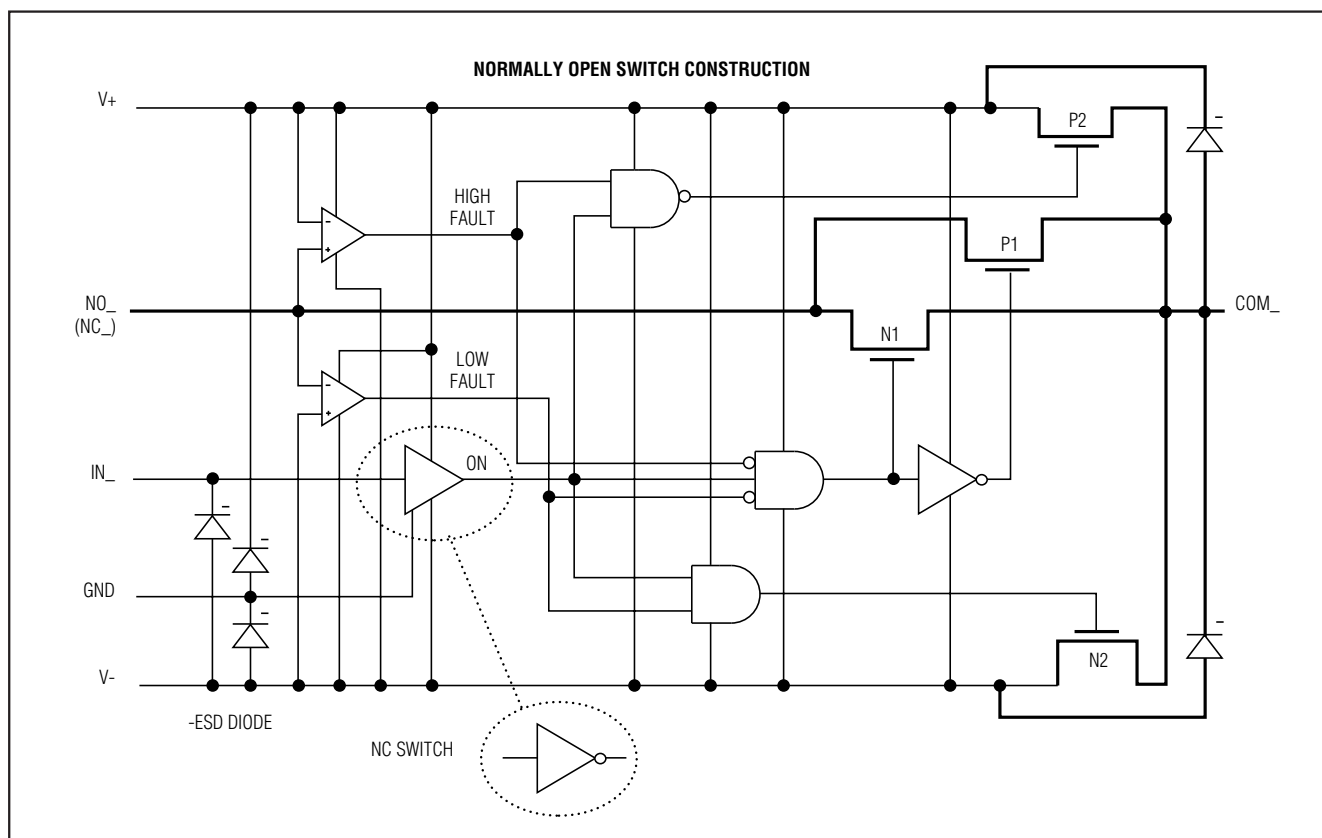 NORMALLY OPEN SWITCH CONSTRUCTION
V+
P2
HIGH
FAULT
P1
NO_
(NC_)
COM_
N1
LOW
FAULT
IN_
ON
GND
N2
V-
-ESD DIODE
NC SWITCH